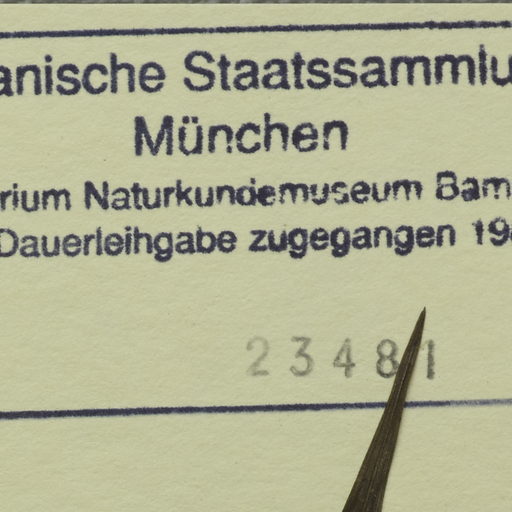 anische Staatssammlu
München
rium Naturkundemuseum Bam
Dauerleihgabe zugegangen 19
23481